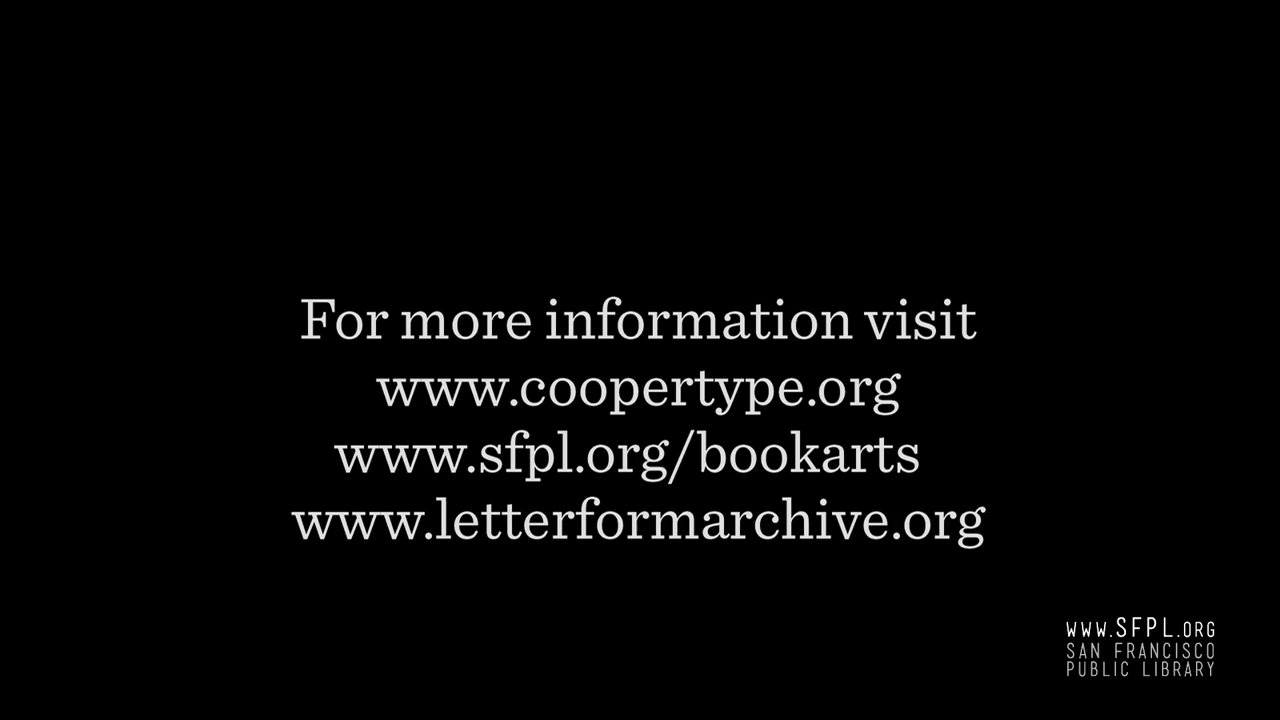 For more information visit
www.coopertype.org
www.sfpl.org/bookarts
www.letterformarchive.org
www.SFPL.ORG
SAN FRANCISCO
PUBLIC LIBRARY